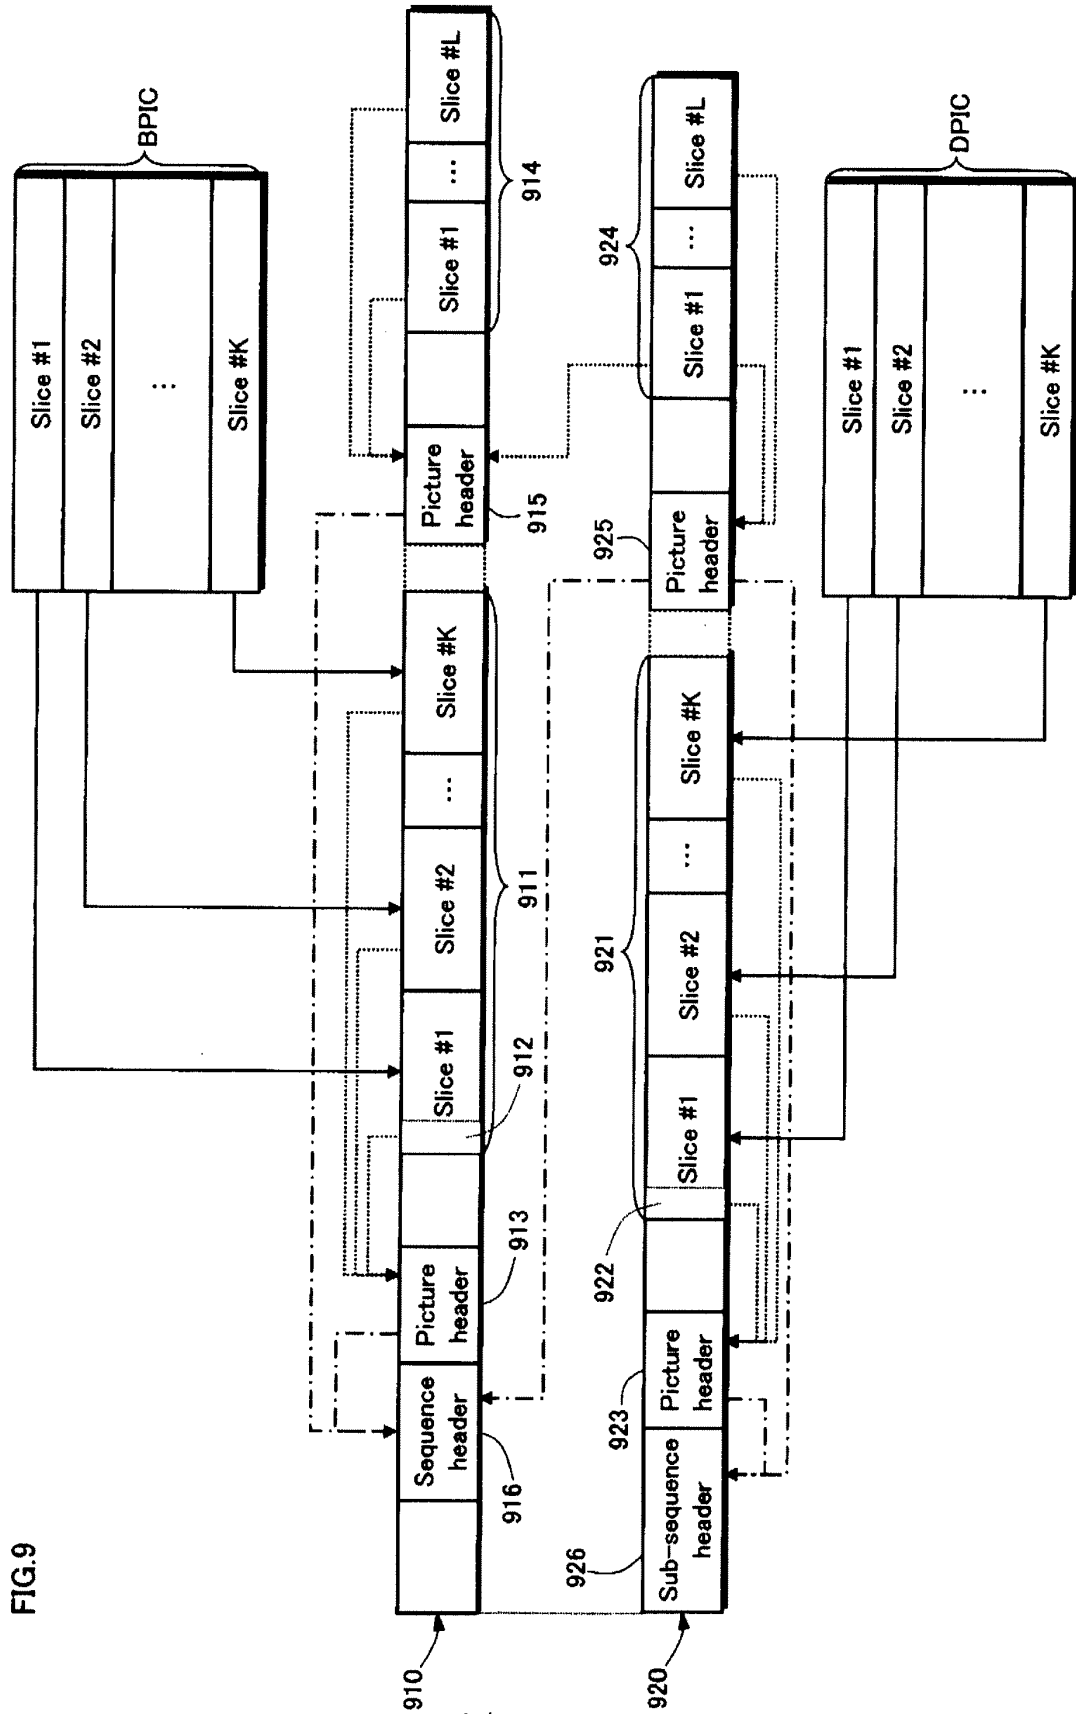 FIG.9
BPIC
Slice #1
Slice #2
...
Slice #K
910
Sequence header
916
Picture header
913
912
Slice #1
Slice #2
...
Slice #K
911
Picture header
915
Slice #1
...
Slice #L
914
920
926
Sub-sequence header
923
Picture header
922
Slice #1
Slice #2
...
Slice #K
921
925
Picture header
924
Slice #1
...
Slice #L
DPIC
Slice #1
Slice #2
...
Slice #K